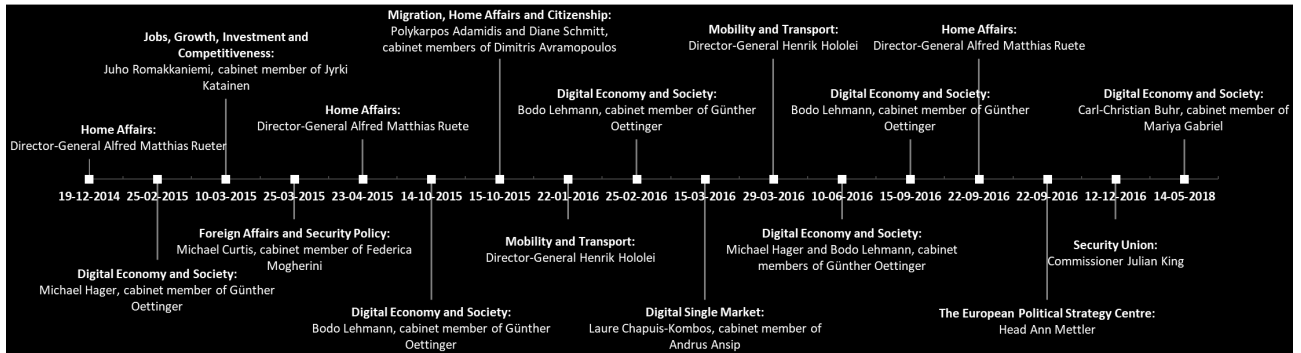 Home Affairs:
Director-General Alfred Matthias Rueter
Jobs, Growth, Investment and
Competitiveness:
Juho Romakkaniemi, cabinet member of Jyrki
Katainen
Home Affairs:
Director-General Alfred Matthias Ruete
Migration, Home Affairs and Citizenship:
Polykarpos Adamidis and Diane Schmitt,
cabinet members of Dimitris Avramopoulos
Digital Economy and Society:
Bodo Lehmann, cabinet member of Günther
Oettinger
Mobility and Transport:
Director-General Henrik Hololei
Digital Economy and Society:
Bodo Lehmann, cabinet member of Günther
Oettinger
Home Affairs:
Director-General Alfred Matthias Ruete
Digital Economy and Society:
Carl-Christian Buhr, cabinet member of
Mariya Gabriel
19-12-2014 25-02-2015 10-03-2015 25-03-2015 23-04-2015 14-10-2015 15-10-2015 22-01-2016 25-02-2016 15-03-2016 29-03-2016 10-06-2016 15-09-2016 22-09-2016 22-09-2016 12-12-2016 14-05-2018
Digital Economy and Society:
Michael Hager, cabinet member of Günther
Oettinger
Foreign Affairs and Security Policy:
Michael Curtis, cabinet member of Federica
Mogherini
Digital Economy and Society:
Bodo Lehmann, cabinet member of Günther
Oettinger
Mobility and Transport:
Director-General Henrik Hololei
Digital Single Market:
Laure Chapuis-Kombos, cabinet member of
Andrus Ansip
Digital Economy and Society:
Michael Hager and Bodo Lehmann, cabinet
members of Günther Oettinger
The European Political Strategy Centre:
Head Ann Mettler
Security Union:
Commissioner Julian King